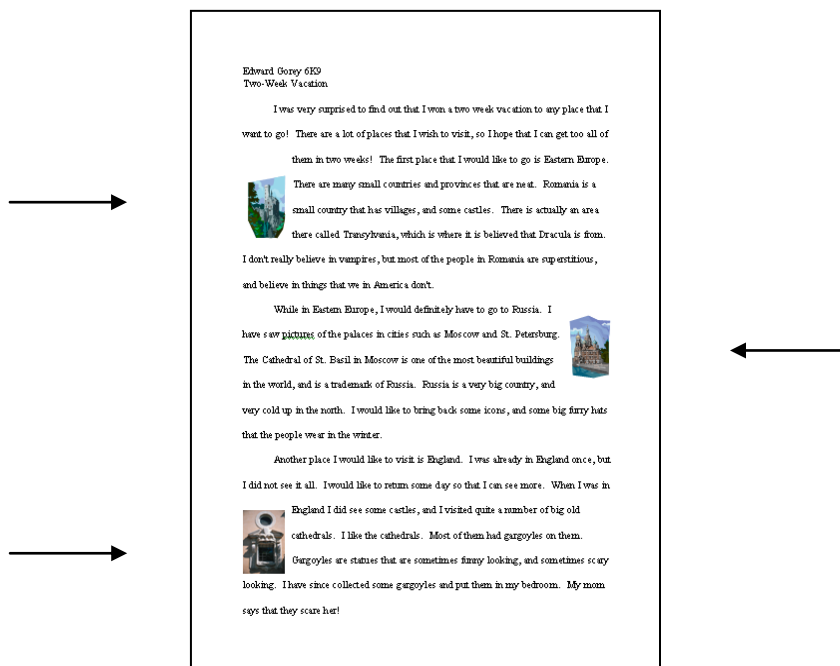 Edward Gorey 6K9
Two-Week Vacation
I was very surprised to find out that I won a two week vacation to any place that I
want to go! There are a lot of places that I wish to visit, so I hope that I can get too all of
them in two weeks! The first place that I would like to go is Eastern Europe.
There are many small countries and provinces that are neat. Romania is a
small country that has villages, and some castles. There is actually an area
there called Transylvania, which is where it is believed that Dracula is from.
I don't really believe in vampires, but most of the people in Romania are superstitious,
and believe in things that we in America don't.
While in Eastern Europe, I would definitely have to go to Russia. I
have saw pictures of the palaces in cities such as Moscow and St. Petersburg.
The Cathedral of St. Basil in Moscow is one of the most beautiful buildings
in the world, and is a trademark of Russia. Russia is a very big country, and
very cold up in the north. I would like to bring back some icons, and some big furry hats
that the people wear in the winter.
Another place I would like to visit is England. I was already in England once, but
I did not see it all. I would like to return some day so that I can see more. When I was in
England I did see some castles, and I visited quite a number of big old
cathedrals. I like the cathedrals. Most of them had gargoyles on them.
Gargoyles are statues that are sometimes funny looking, and sometimes scary
looking. I have since collected some gargoyles and put them in my bedroom. My mom
says that they scare her!